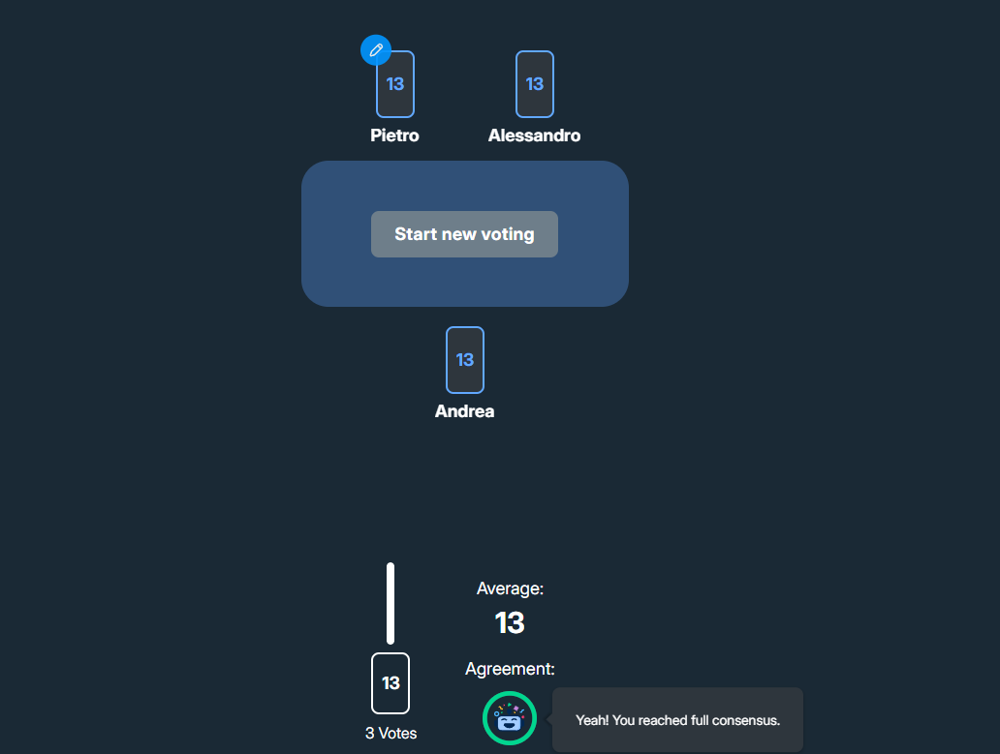 13
13
Pietro
Alessandro
Start new voting
13
Andrea
Average:
13
Agreement:
13
Yeah! You reached full consensus.
3 Votes